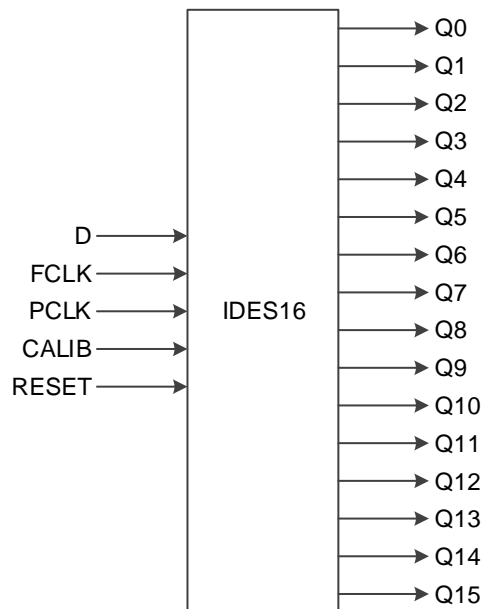 D
FCLK
PCLK
CALIB
RESET
IDES16
Q0
Q1
Q2
Q3
Q4
Q5
Q6
Q7
Q8
Q9
Q10
Q11
Q12
Q13
Q14
Q15